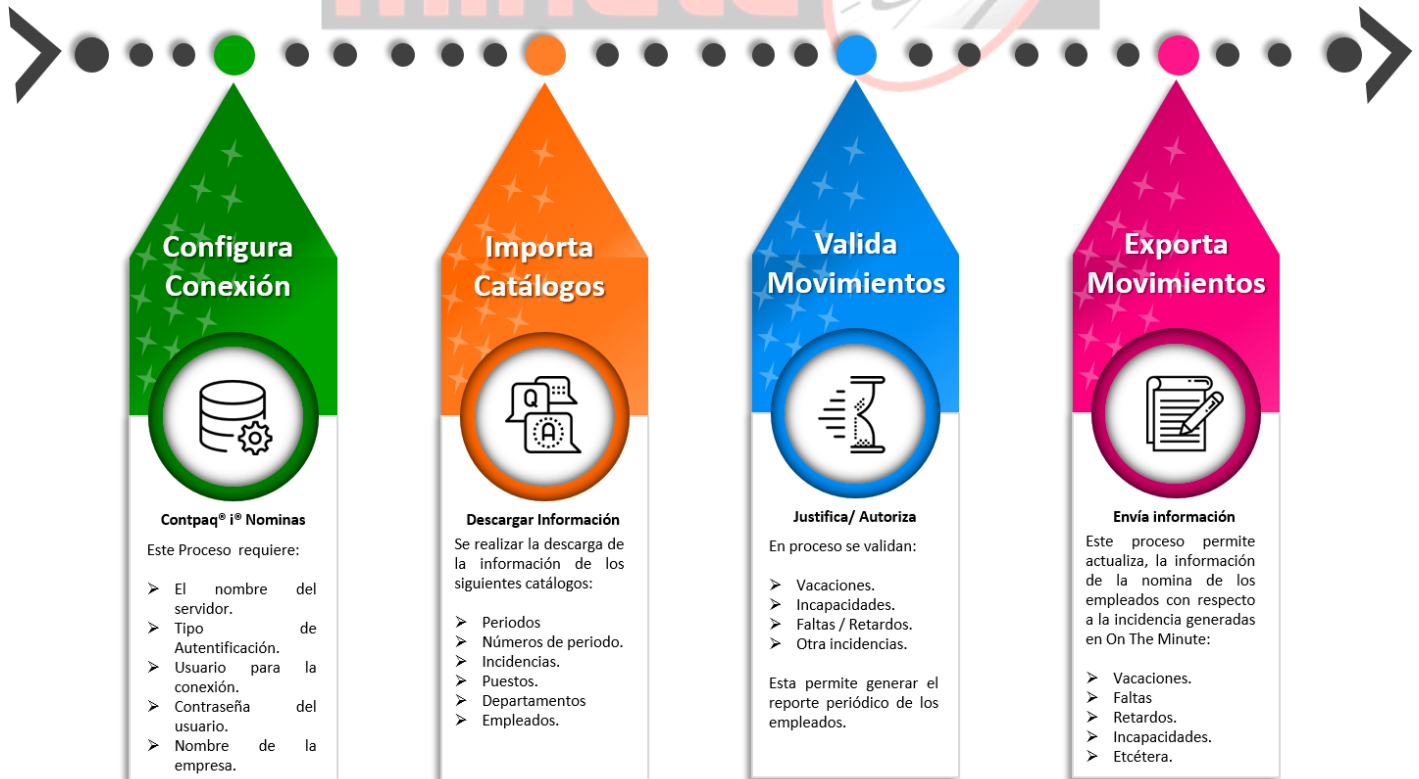 minute
Configura
Conexión
Contpaq® i® Nominas
Este Proceso requiere:
➢ El nombre del
servidor.
➢ Tipo de
Autentificación.
➢ Usuario para la
conexión.
➢ Contraseña del
usuario.
➢ Nombre de la
empresa.
Importa
Catálogos
Q
A
Descargar Información
Se realizar la descarga de
la información de los
siguientes catálogos:
➢ Periodos
➢ Números de periodo.
➢ Incidencias.
➢ Puestos.
➢ Departamentos
➢ Empleados.
Valida
Movimientos
Justifica/ Autoriza
En proceso se validan:
➢ Vacaciones.
➢ Incapacidades.
➢ Faltas / Retardos.
➢ Otra incidencias.
Esta permite generar el
reporte periódico de los
empleados.
Exporta
Movimientos
Envía información
Este proceso permite
actualiza, la información
de la nomina de los
empleados con respecto
a la incidencia generadas
en On The Minute:
➢ Vacaciones.
➢ Faltas
➢ Retardos.
➢ Incapacidades.
➢ Etcétera.